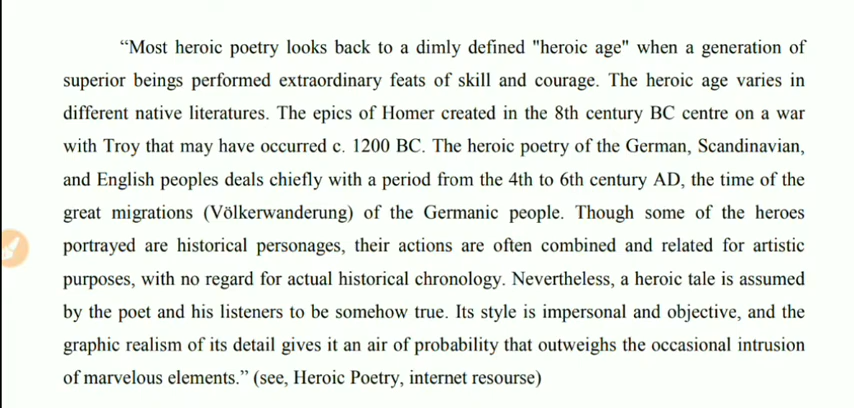 “Most heroic poetry looks back to a dimly defined "heroic age" when a generation of
superior beings performed extraordinary feats of skill and courage. The heroic age varies in
different native literatures. The epics of Homer created in the 8th century BC centre on a war
with Troy that may have occurred c. 1200 BC. The heroic poetry of the German, Scandinavian,
and English peoples deals chiefly with a period from the 4th to 6th century AD, the time of the
great migrations (Völkerwanderung) of the Germanic people. Though some of the heroes
portrayed are historical personages, their actions are often combined and related for artistic
purposes, with no regard for actual historical chronology. Nevertheless, a heroic tale is assumed
by the poet and his listeners to be somehow true. Its style is impersonal and objective, and the
graphic realism of its detail gives it an air of probability that outweighs the occasional intrusion
of marvelous elements.” (see, Heroic Poetry, internet resourse)